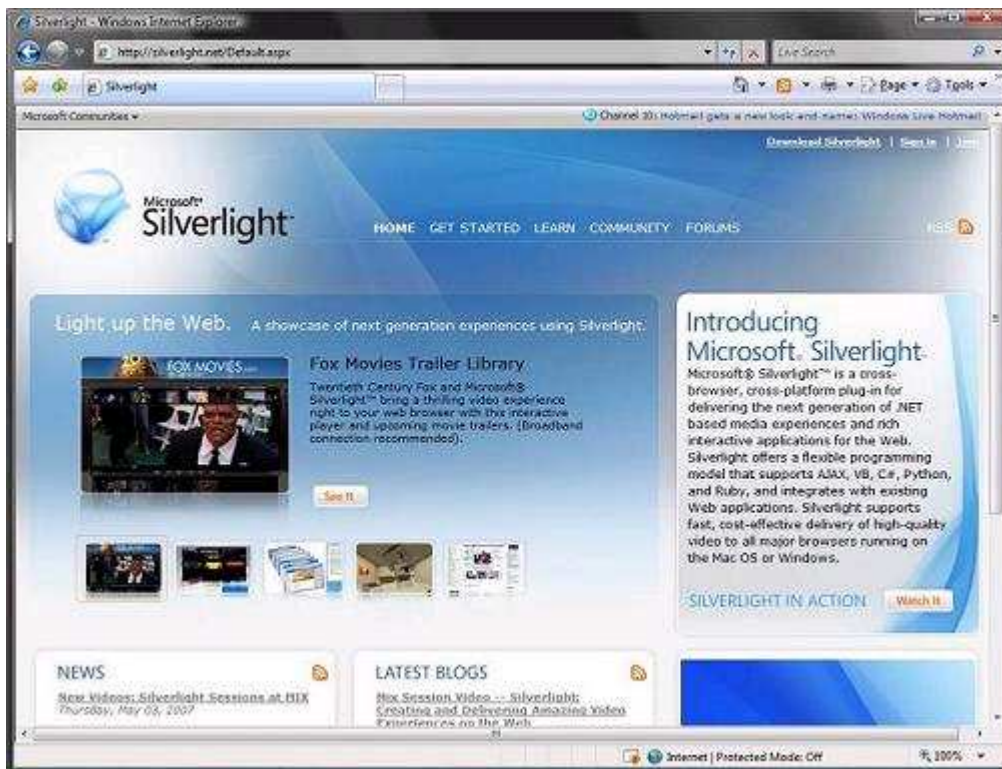 Silverlight - Windows Internet Explorer
http://silverlight.net/Default.aspx
Live Search
Silverlight
Page
Tools
Microsoft Communities
Channel 10: Hotmail gets a new look and name: Windows Live Hotmail
Download Silverlight | Sign In | Join
Microsoft®
Silverlight™
HOME GET STARTED LEARN COMMUNITY FORUMS
RSS
Light up the Web. A showcase of next generation experiences using Silverlight.
FOX MOVIES.com
Fox Movies Trailer Library
Twentieth Century Fox and Microsoft®
Silverlight™ bring a thrilling video experience
right to your web browser with this interactive
player and upcoming movie trailers. (Broadband
connection recommended).
See It
Introducing
Microsoft® Silverlight™
Microsoft® Silverlight™ is a cross-
browser, cross-platform plug-in for
delivering the next generation of .NET
based media experiences and rich
interactive applications for the Web.
Silverlight offers a flexible programming
model that supports AJAX, VB, C#, Python,
and Ruby, and integrates with existing
Web applications. Silverlight supports
fast, cost-effective delivery of high-quality
video to all major browsers running on
the Mac OS or Windows.
SILVERLIGHT IN ACTION
Watch It
NEWS
New Videos: Silverlight Sessions at MIX
Thursday, May 03, 2007
LATEST BLOGS
Mix Session Video -- Silverlight:
Creating and Delivering Amazing Video
Experiences on the Web
Internet | Protected Mode: Off
100%